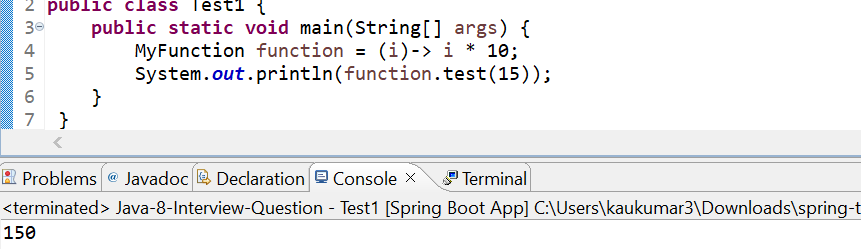 2 public class Test1 {
3 public static void main(String[] args) {
4 MyFunction function = (i)-> i * 10;
5 System.out.println(function.test(15));
6 }
7 }
Problems @ Javadoc Declaration Console Terminal
<terminated> Java-8-Interview-Question - Test1 [Spring Boot App] C:\Users\kaukumar3\Downloads\spring-t
150